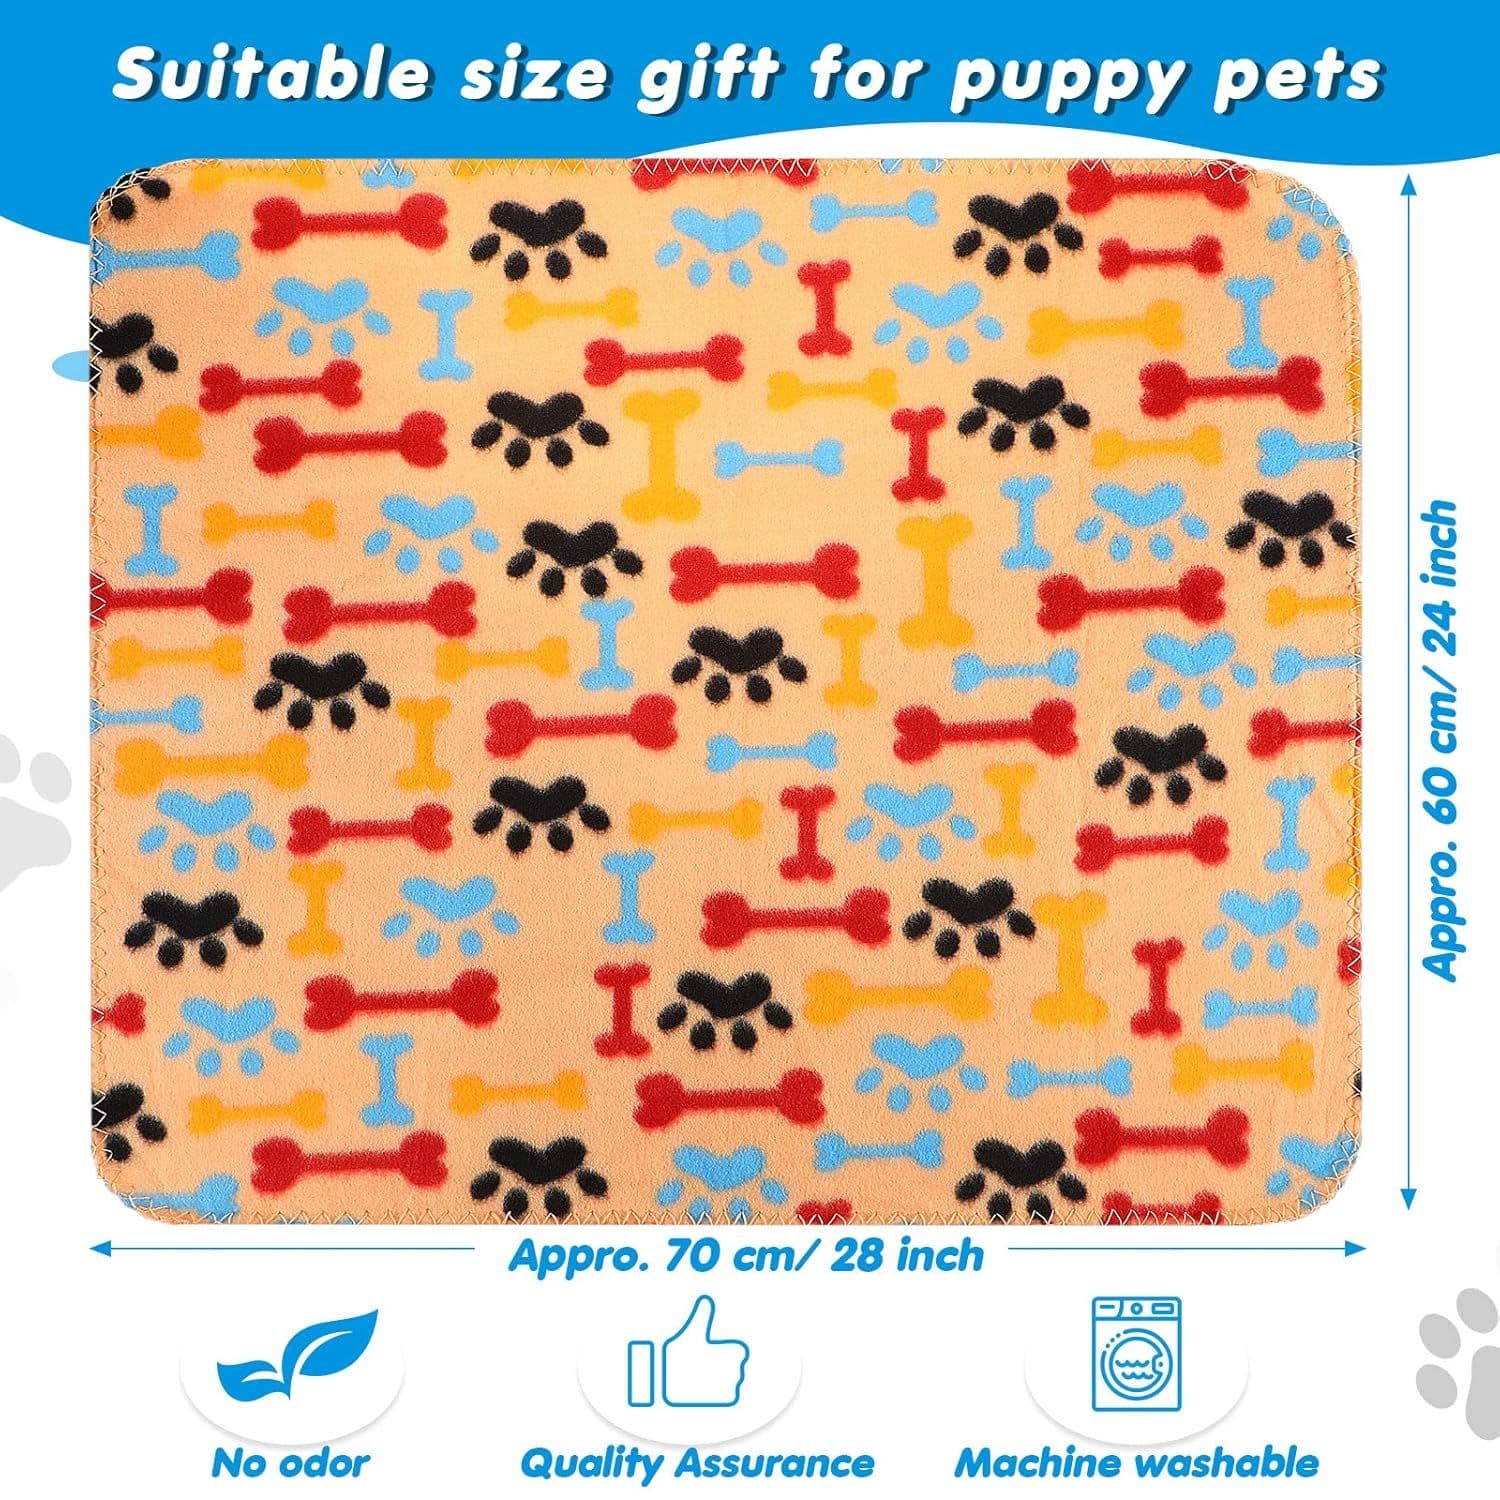 Suitable size gift for puppy pets
Appro. 60 cm/ 24 inch
Appro. 70 cm/ 28 inch
No odor
Quality Assurance
Machine washable